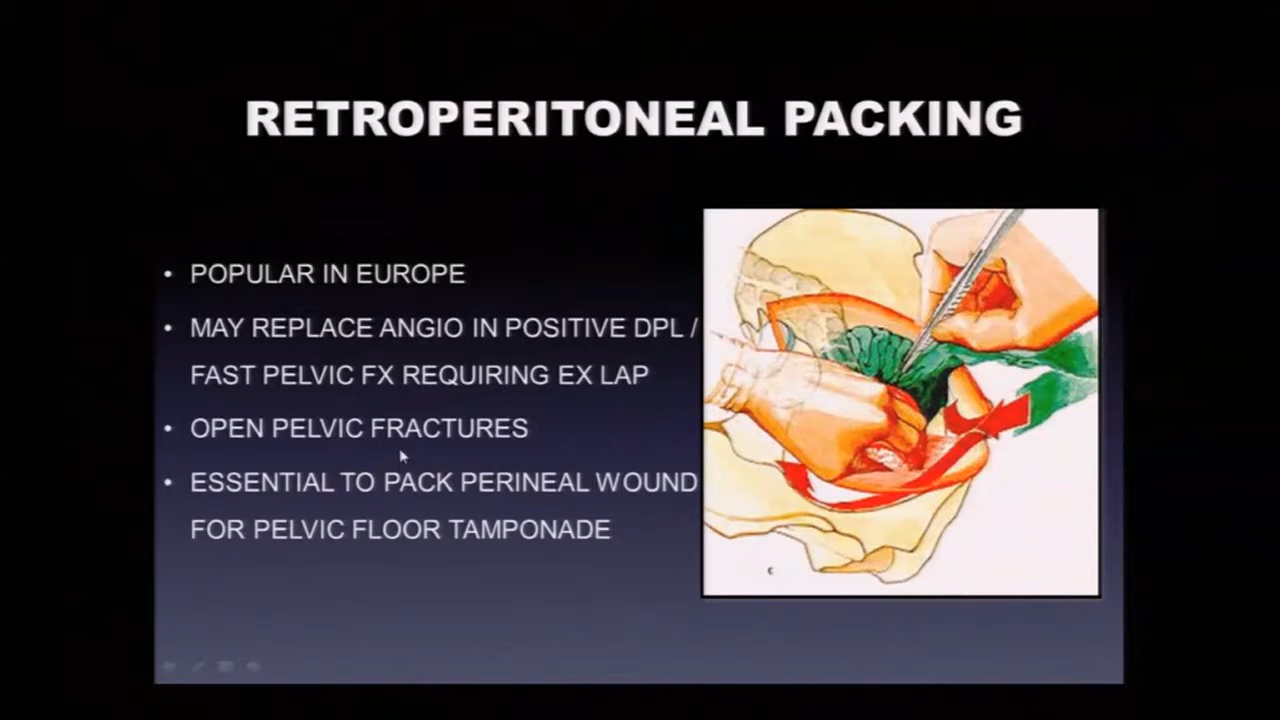 RETROPERITONEAL PACKING
• POPULAR IN EUROPE
• MAY REPLACE ANGIO IN POSITIVE DPL /
FAST PELVIC FX REQUIRING EX LAP
• OPEN PELVIC FRACTURES
• ESSENTIAL TO PACK PERINEAL WOUND
FOR PELVIC FLOOR TAMPONADE
c